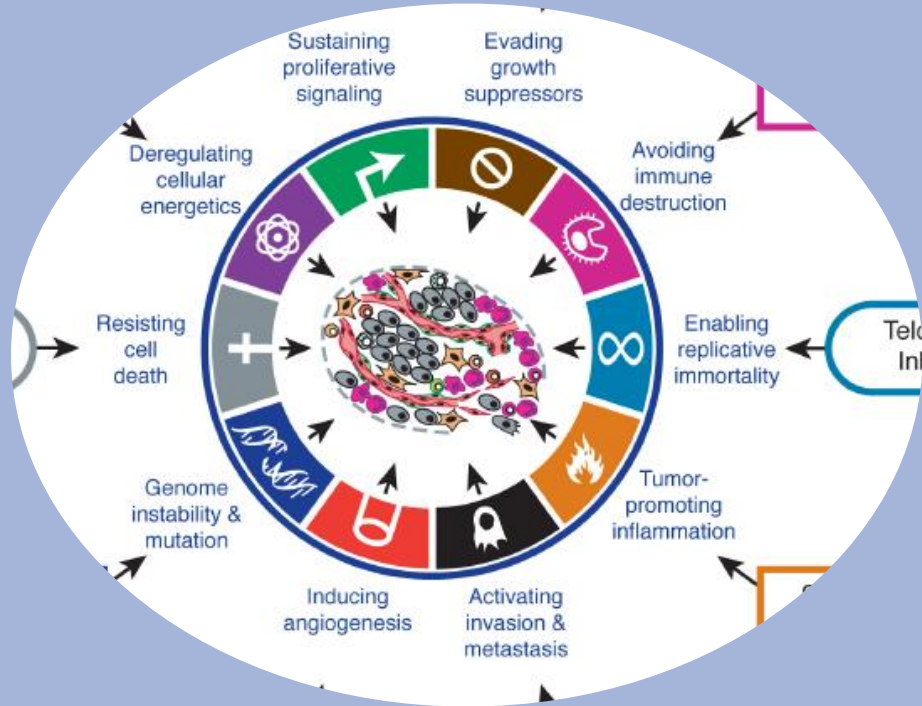 Sustaining
proliferative
signaling
Evading
growth
suppressors
Deregulating
cellular
energetics
Avoiding
immune
destruction
Resisting
cell
death
Enabling
replicative
immortality
Genome
instability &
mutation
Tumor-
promoting
inflammation
Inducing
angiogenesis
Activating
invasion &
metastasis